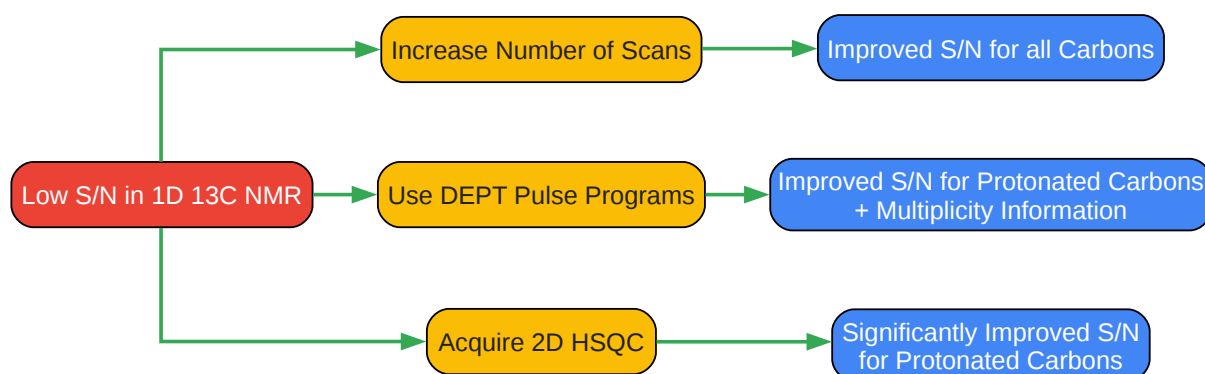 Increase Number of Scans
Improved S/N for all Carbons
Low S/N in 1D 13C NMR
Use DEPT Pulse Programs
Improved S/N for Protonated Carbons
+ Multiplicity Information
Acquire 2D HSQC
Significantly Improved S/N
for Protonated Carbons